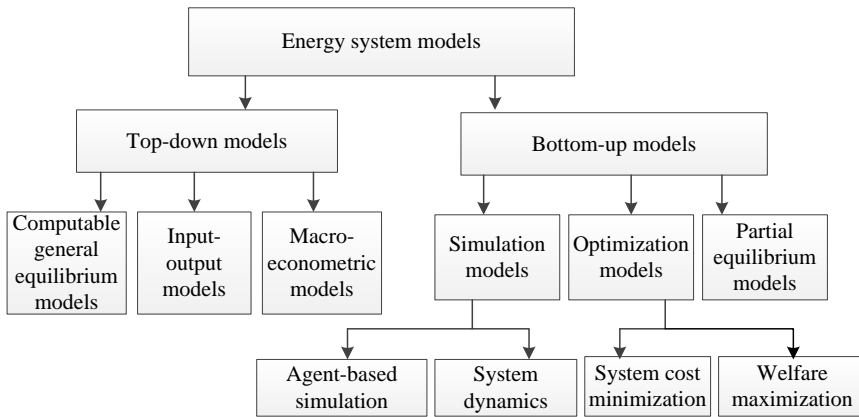 Energy system models
Top-down models
Bottom-up models
Computable
general
equilibrium
models
Input-
output
models
Macro-
econometric
models
Simulation
models
Optimization
models
Partial
equilibrium
models
Agent-based
simulation
System
dynamics
System cost
minimization
Welfare
maximization